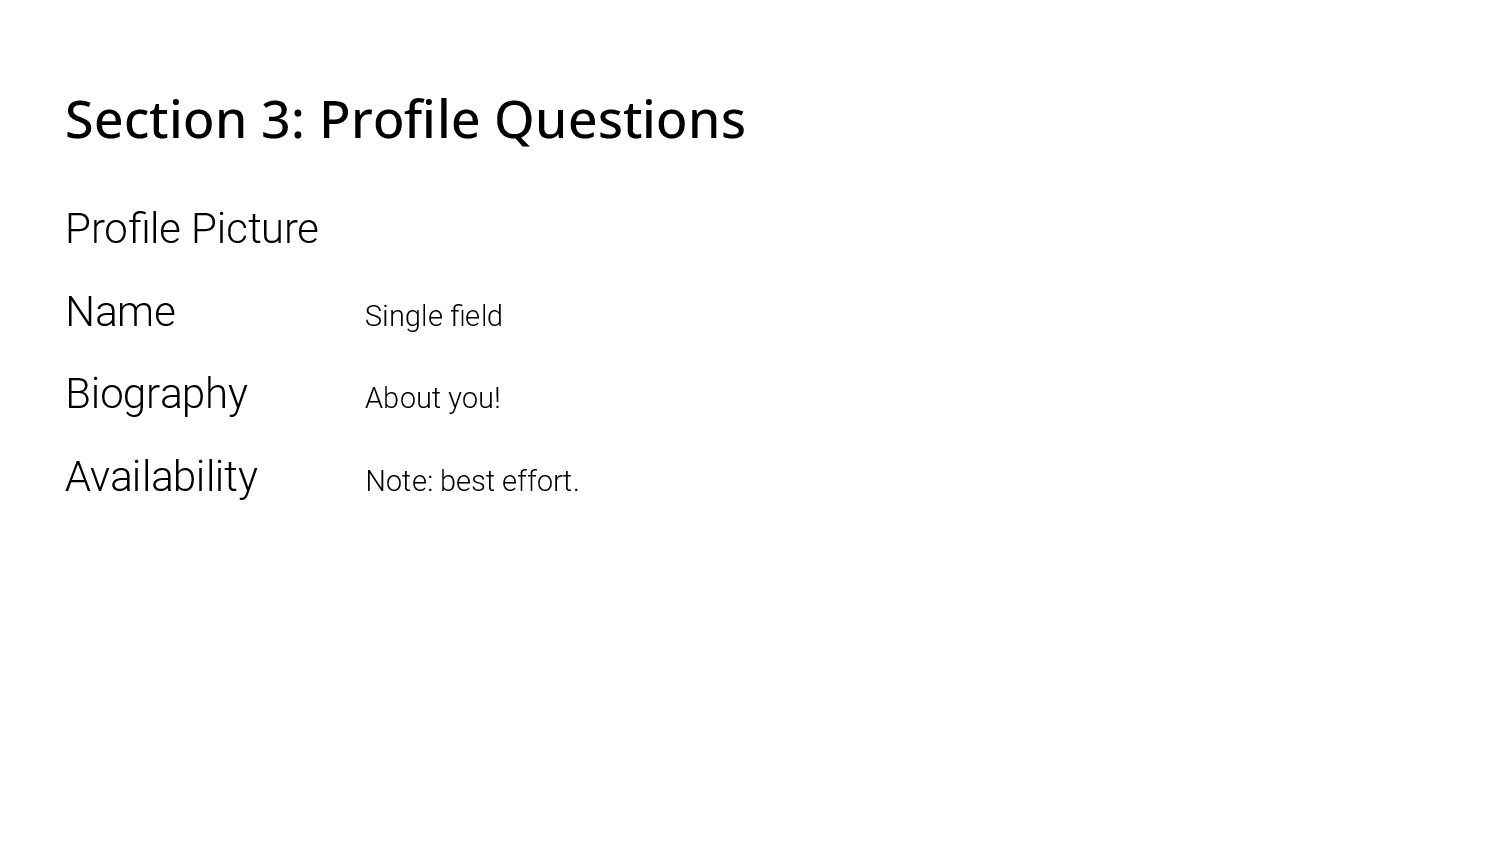 Section 3: Profile Questions
Profile Picture
Name Single field
Biography About you!
Availability Note: best effort.